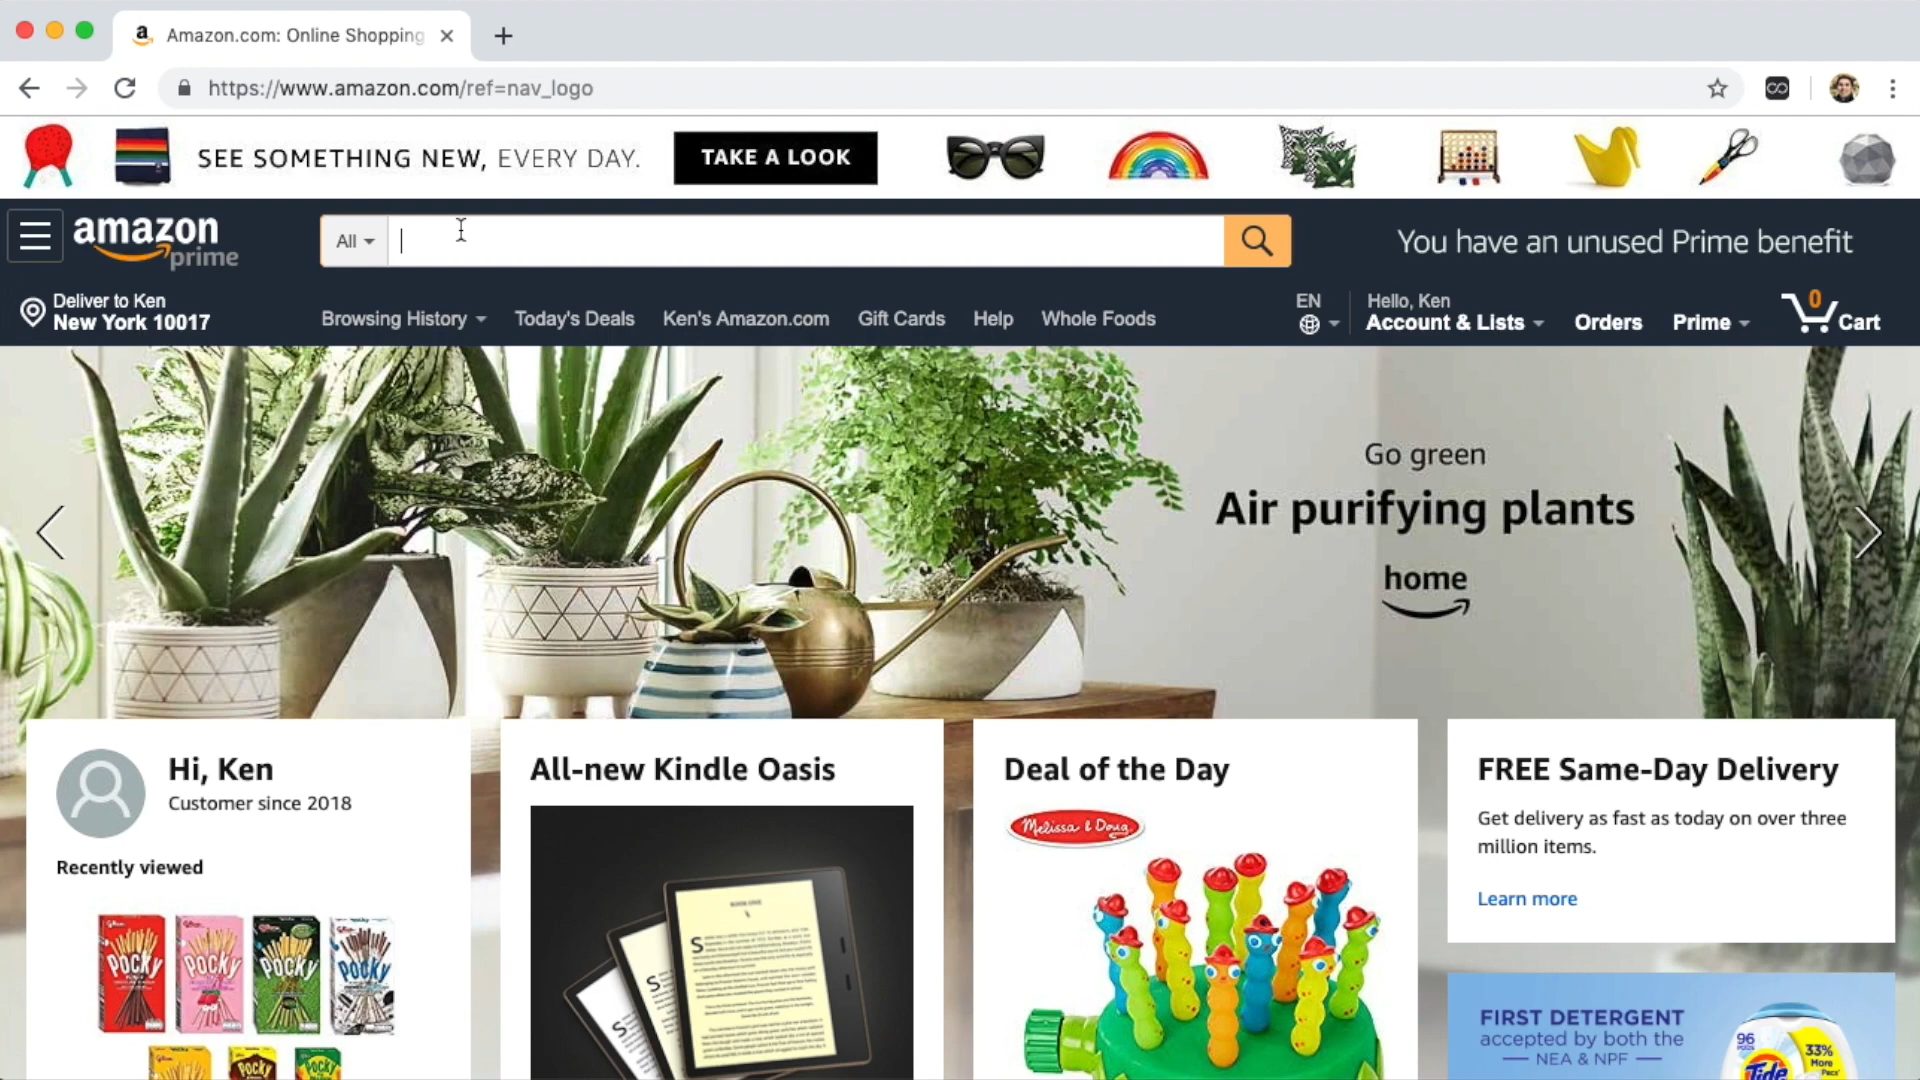 Amazon.com: Online Shopping
https://www.amazon.com/ref=nav_logo
SEE SOMETHING NEW, EVERY DAY.
TAKE A LOOK
amazon
prime
All
You have an unused Prime benefit
Deliver to Ken
New York 10017
Browsing History
Today's Deals
Ken's Amazon.com
Gift Cards
Help
Whole Foods
EN
Hello, Ken
Account & Lists
Orders
Prime
0
Cart
Go green
Air purifying plants
home
Hi, Ken
Customer since 2018
Recently viewed
POCKY
POCKY
POCKY
POCKY
POCKY
All-new Kindle Oasis
Deal of the Day
Melissa & Doug
FREE Same-Day Delivery
Get delivery as fast as today on over three
million items.
Learn more
FIRST DETERGENT
accepted by both the
NEA & NPF
96
33%
More
Tide